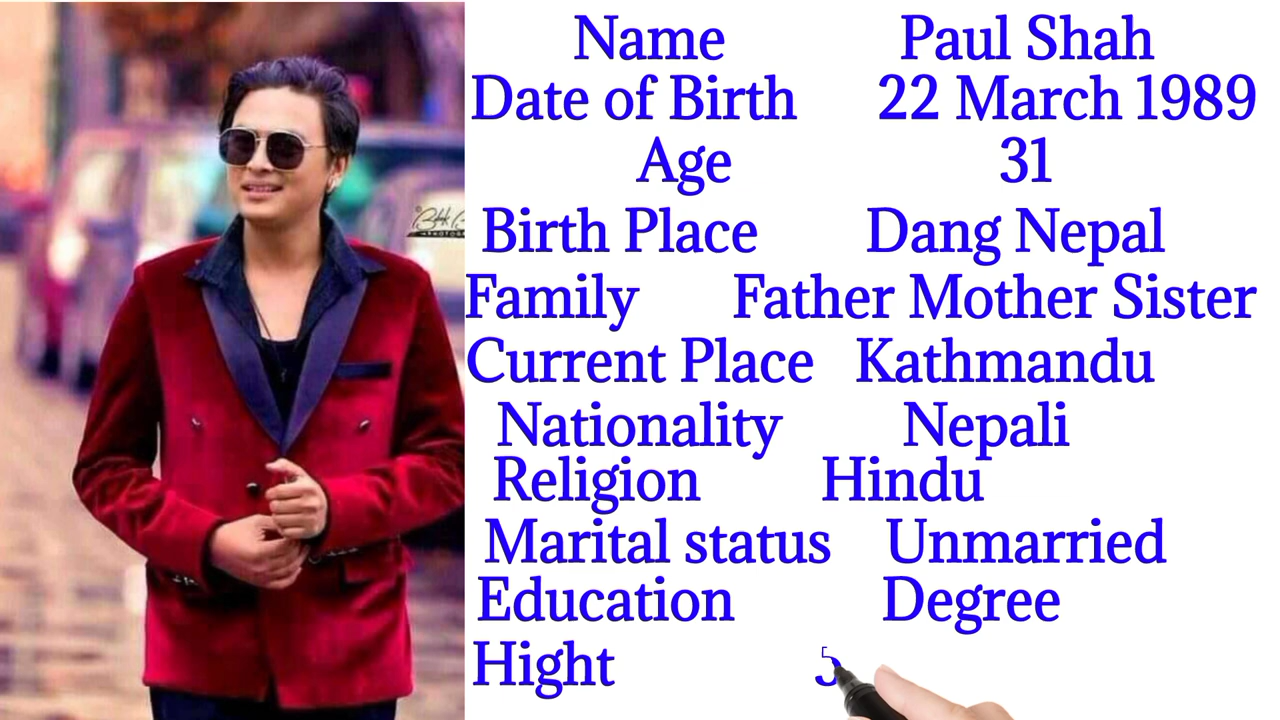 Name Paul Shah
Date of Birth 22 March 1989
Age 31
Birth Place Dang Nepal
Family Father Mother Sister
Current Place Kathmandu
Nationality Nepali
Religion Hindu
Marital status Unmarried
Education Degree
Hight 5